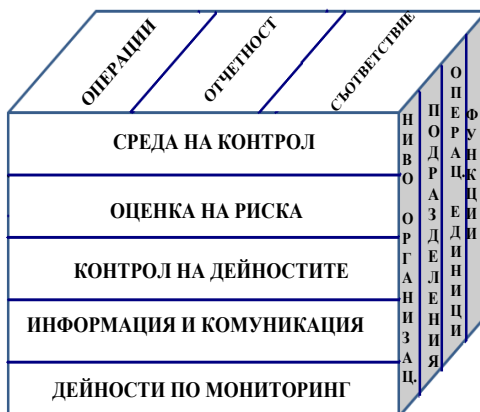 ОПЕРАЦИИ
ОТЧЕТНОСТ
СЪОТВЕТСТВИЕ
СРЕДА НА КОНТРОЛ
ОЦЕНКА НА РИСКА
КОНТРОЛ НА ДЕЙНОСТИТЕ
ИНФОРМАЦИЯ И КОМУНИКАЦИЯ
ДЕЙНОСТИ ПО МОНИТОРИНГ
НИВО ОРГАНИЗАЦ.
ПОДРАЗДЕЛЕНИЯ
ОПЕРАЦ. ЕДИНИЦИ
ФУНКЦИИ